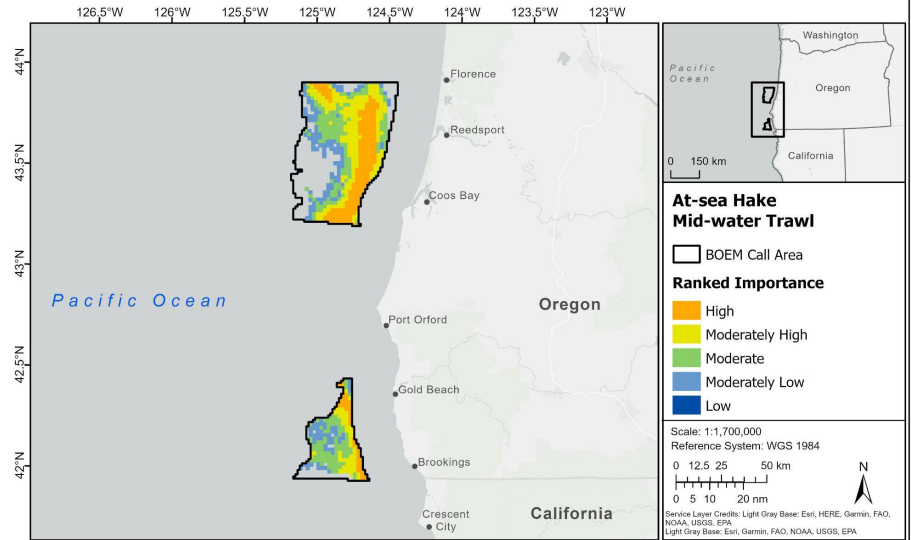 126.5°W 126°W 125.5°W 125°W 124.5°W 124°W 123.5°W 123°W
44°N
43.5°N
43°N
42.5°N
42°N
Florence
Reedsport
Coos Bay
Pacific Ocean
Oregon
Port Orford
Gold Beach
Brookings
Crescent
City
California
Washington
Pacific
Ocean
Oregon
California
0 150 km
At-sea Hake
Mid-water Trawl
BOEM Call Area
Ranked Importance
High
Moderately High
Moderate
Moderately Low
Low
Scale: 1:1,700,000
Reference System: WGS 1984
0 12.5 25 50 km
0 5 10 20 nm
N
Service Layer Credits: Light Gray Base: Esri, HERE, Garmin, FAO,
NOAA, USGS, EPA
Light Gray Base: Esri, Garmin, FAO, NOAA, USGS, EPA